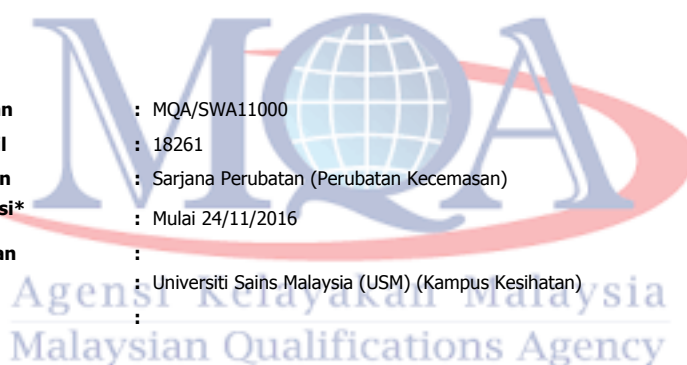 MQA
an : MQA/SWA11000
l : 18261
n : Sarjana Perubatan (Perubatan Kecemasan)
si* : Mulai 24/11/2016
an :
: Universiti Sains Malaysia (USM) (Kampus Kesihatan)
:
Agensi Kelayakan Malaysia
Malaysian Qualifications Agency